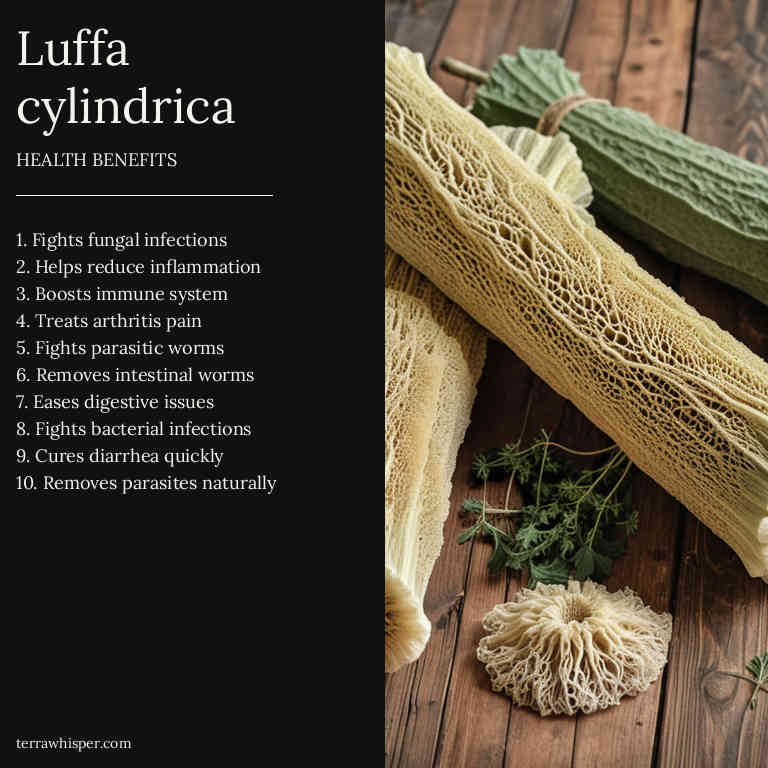 Luffa
cylindrica
HEALTH BENEFITS
1. Fights fungal infections
2. Helps reduce inflammation
3. Boosts immune system
4. Treats arthritis pain
5. Fights parasitic worms
6. Removes intestinal worms
7. Eases digestive issues
8. Fights bacterial infections
9. Cures diarrhea quickly
10. Removes parasites naturally
terrawhisper.com